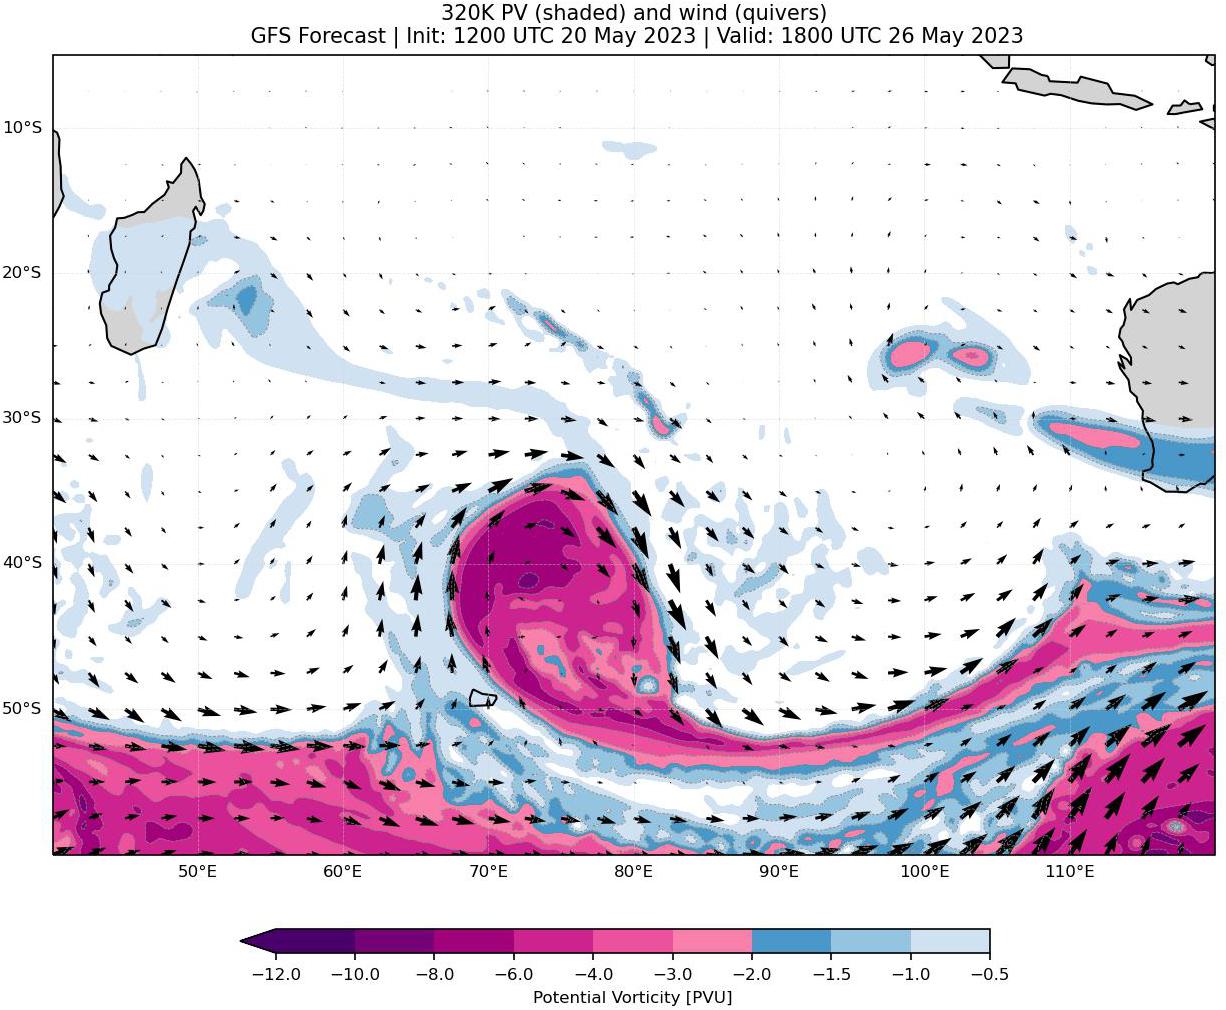 320K PV (shaded) and wind (quivers)
GFS Forecast | Init: 1200 UTC 20 May 2023 | Valid: 1800 UTC 26 May 2023
10°S
20°S
30°S
40°S
50°S
50°E 60°E 70°E 80°E 90°E 100°E 110°E
−12.0 −10.0 −8.0 −6.0 −4.0 −3.0 −2.0 −1.5 −1.0 −0.5
Potential Vorticity [PVU]